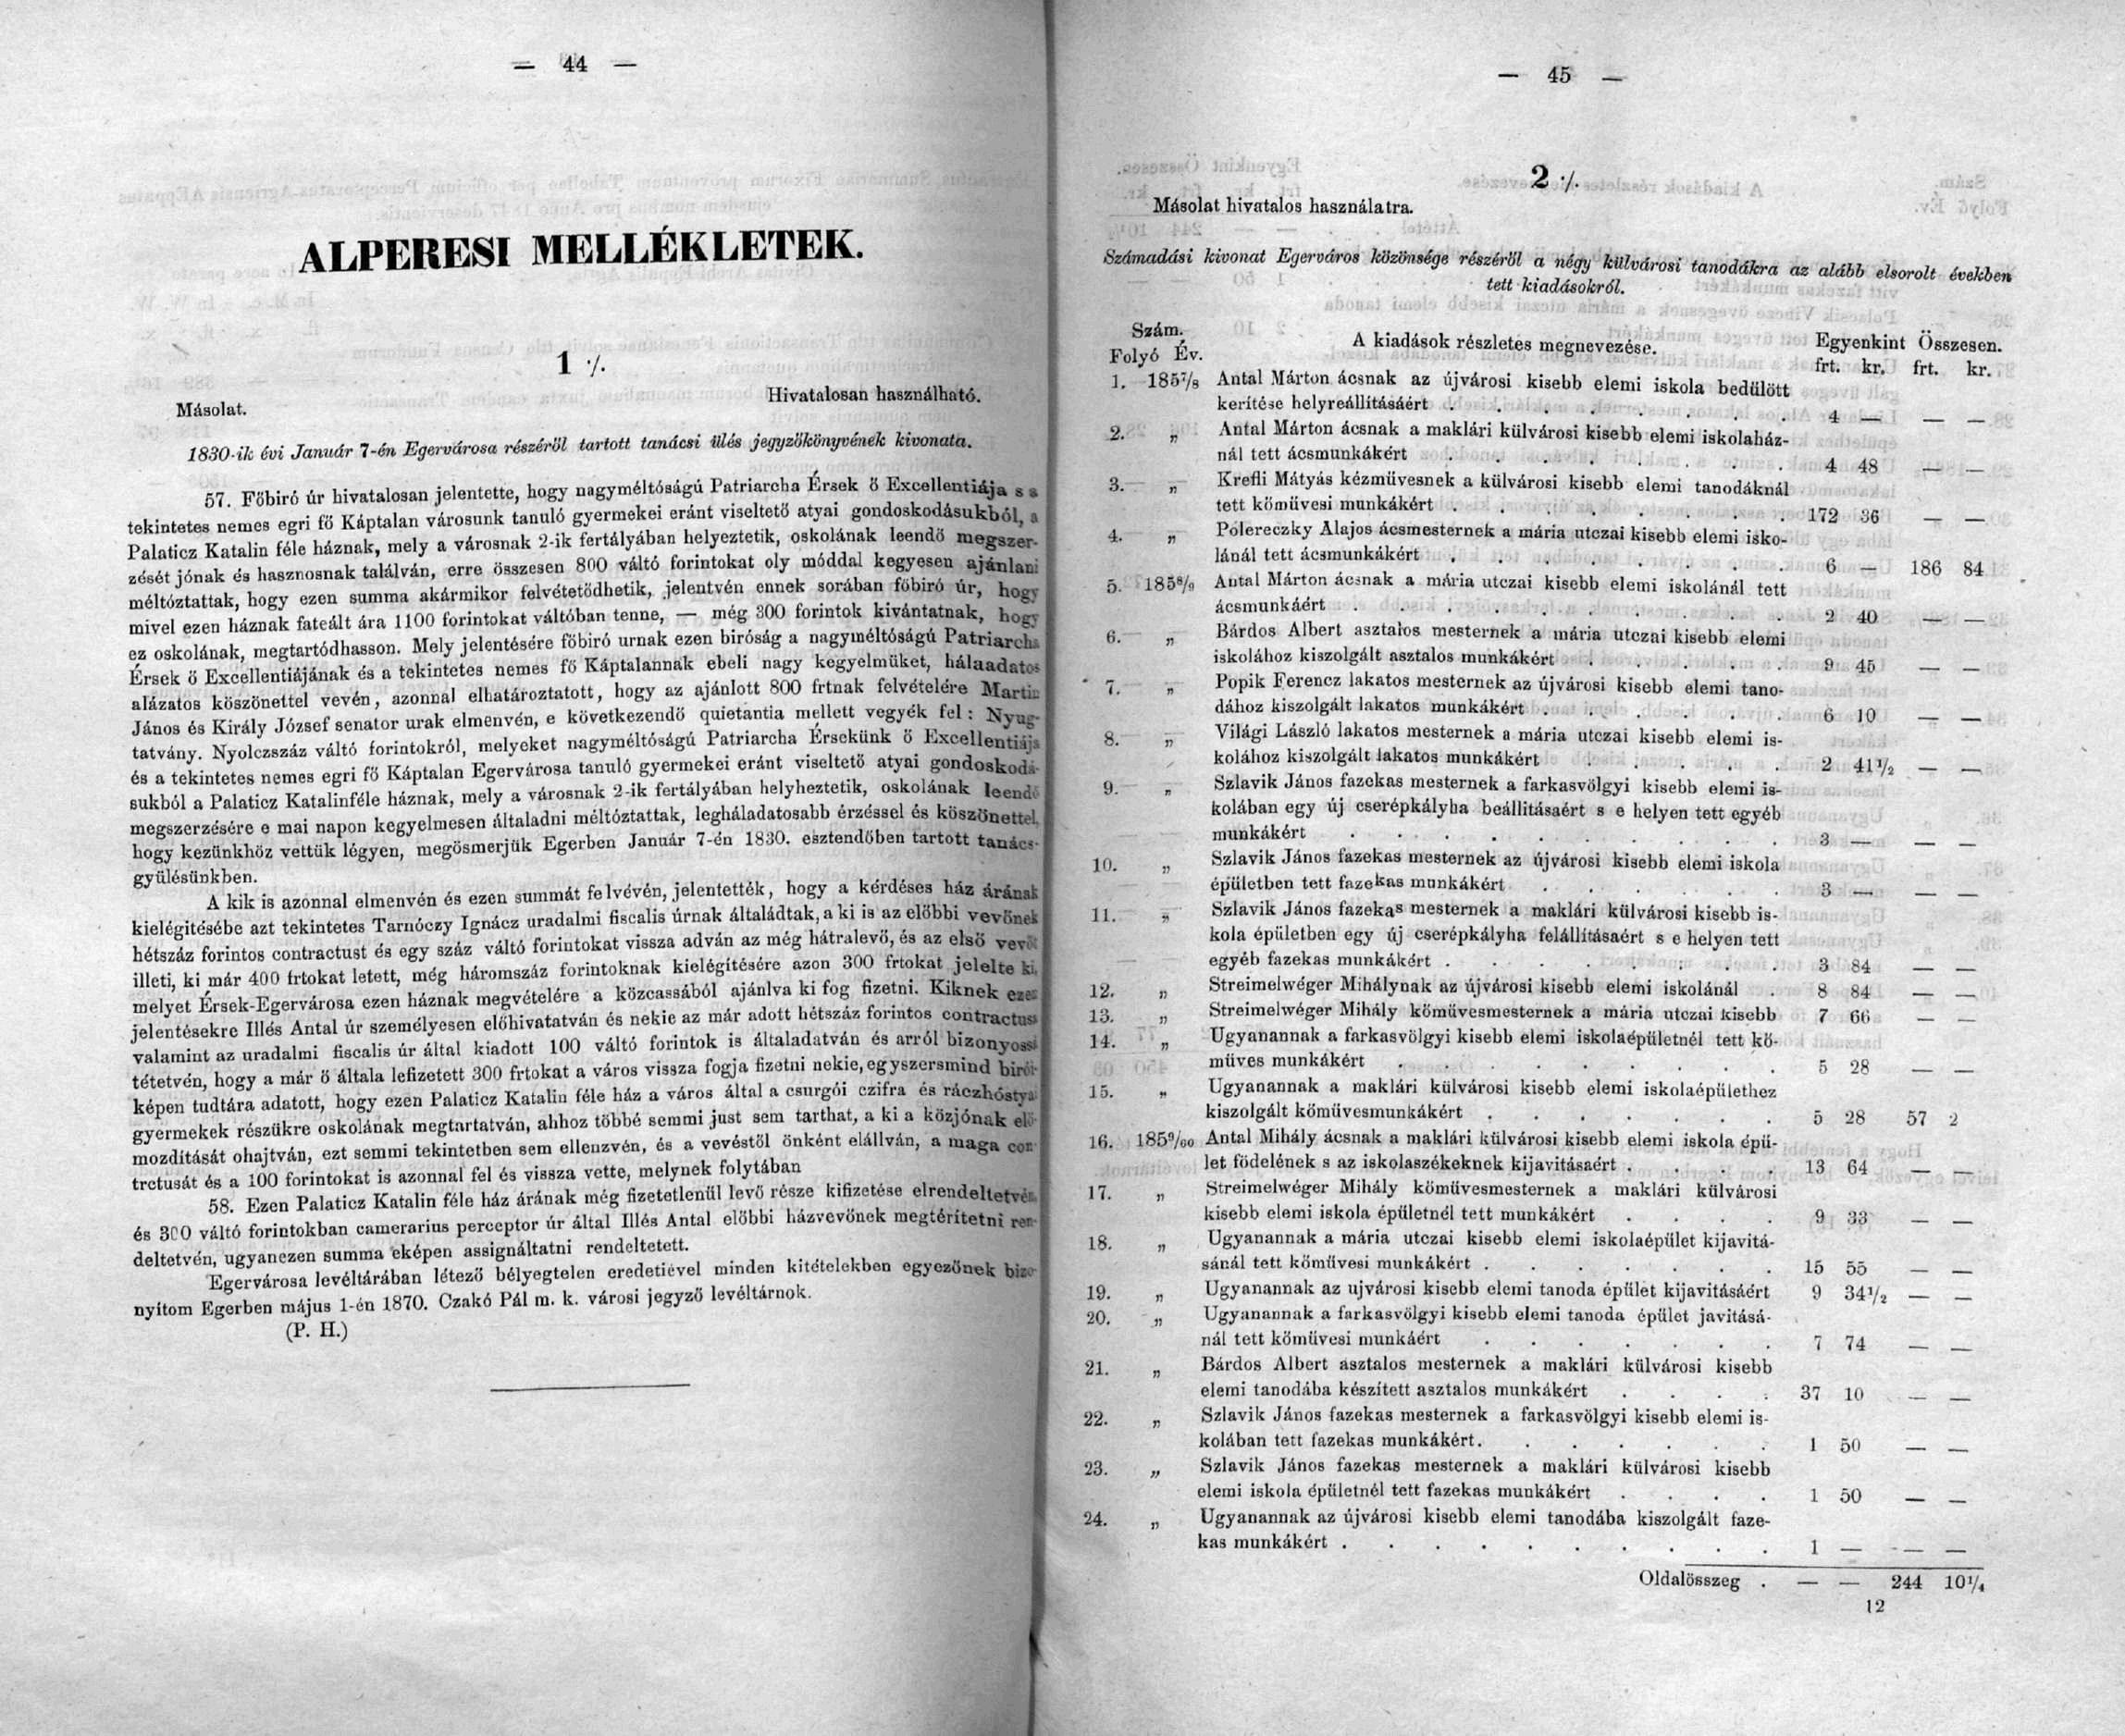 — 44 —
ALPERESI MELLÉKLETEK.
1 ·/.
Hivatalosan használható.
Másolat.
1830-ik évi Január 7-én Egervárosa részéről tartott tanácsi ülés jegyzőkönyvének kivonata.
57. Főbiró úr hivatalosan jelentette, hogy nagyméltóságú Patriarcha Érsek ő Excellentiája s a
tekintetes nemes egri fő Káptalan városunk tanuló gyermekei eránt viseltető atyai gondoskodásukból, a
Palaticz Katalin féle háznak, mely a városnak 2-ik fertályában helyeztetik, oskolának leendő megszer-
zését jónak és hasznosnak találván, erre összesen 800 váltó forintokat oly móddal kegyesen ajánlani
méltóztattak, hogy ezen summa akármikor felvétetődhetik, jelentvén ennek sorában főbiró úr, hogy
mivel ezen háznak fateált ára 1100 forintokat váltóban tenne, — még 300 forintok kivántatnak, hogy
ez oskolának, megtartódhasson. Mely jelentésére főbiró urnak ezen biróság a nagyméltóságú Patriarcha
Érsek ő Excellentiájának és a tekintetes nemes fő Káptalannak ebeli nagy kegyelmüket, hálaadatos
alázatos köszönettel vevén, azonnal elhatároztatott, hogy az ajánlott 800 frtnak felvételére Martin
János és Király József senator urak elmenvén, e következendő quietantia mellett vegyék fel: Nyug-
tatvány. Nyolczszáz váltó forintokról, melyeket nagyméltóságú Patriarcha Érsekünk ő Excellentiája
és a tekintetes nemes egri fő Káptalan Egervárosa tanuló gyermekei eránt viseltető atyai gondoskodá-
sukból a Palaticz Katalinféle háznak, mely a városnak 2-ik fertályában helyheztetik, oskolának leendő
megszerzésére e mai napon kegyelmesen általadni méltóztattak, legháladatosabb érzéssel és köszönettel,
hogy kezünkhöz vettük légyen, megösmerjük Egerben Január 7-én 1830. esztendőben tartott tanács-
gyülésünkben.
A kik is azonnal elmenvén és ezen summát felvévén, jelentették, hogy a kérdéses ház árának
kielégitésébe azt tekintetes Tarnóczy Ignácz uradalmi fiscalis úrnak általádtak, a ki is az előbbi vevőnek
hétszáz forintos contractust és egy száz váltó forintokat vissza adván az még hátralevő, és az első vevőt
illeti, ki már 400 frtokat letett, még háromszáz forintoknak kielégítésére azon 300 frtokat jelelte ki,
melyet Érsek-Egervárosa ezen háznak megvételére a közcassából ajánlva ki fog fizetni. Kiknek ezen
jelentésekre Illés Antal úr személyesen előhivatatván és nekie az már adott hétszáz forintos contractust
valamint az uradalmi fiscalis úr által kiadott 100 váltó forintok is általadatván és arról bizonyossá
tétetvén, hogy a már ő általa lefizetett 300 frtokat a város vissza fogja fizetni nekie, egyszersmind birói-
képen tudtára adatott, hogy ezen Palaticz Katalin féle ház a város által a csurgói czifra és ráczhóstya
gyermekek részükre oskolának megtartatván, ahhoz többé semmi just sem tarthat, a ki a közjónak elő-
mozdítását ohajtván, ezt semmi tekintetben sem ellenzvén, és a vevéstől önként elállván, a maga con-
trctusát és a 100 forintokat is azonnal fel és vissza vette, melynek folytában
58. Ezen Palaticz Katalin féle ház árának még fizetetlenül levő része kifizetése elrendeltetvén
és 300 váltó forintokban camerarius perceptor úr által Illés Antal előbbi házvevőnek megtérítetni ren-
deltetvén, ugyanezen summa eképen assignáltatni rendeltetett.
Egervárosa levéltárában létező bélyegtelen eredetiével minden kitételekben egyezőnek bizo-
nyítom Egerben május 1-én 1870. Czakó Pál m. k. városi jegyző levéltárnok.
(P. H.)
— 45 —
2 ·/.
Másolat hivatalos használatra.
Számadási kivonat Egerváros közönsége részéről a négy külvárosi tanodákra az alább elsorolt években
tett kiadásokról.
Szám.
Folyó Év. A kiadások részletes megnevezése. Egyenkint Összesen.
frt. kr. frt. kr.
1. 185⁷/₈ Antal Márton ácsnak az újvárosi kisebb elemi iskola bedülött
kerítése helyreállításáért . . . . . . . . 4 — — —
2. „ Antal Márton ácsnak a maklári külvárosi kisebb elemi iskolaház-
nál tett ácsmunkákért . . . . . . . . 4 48 — —
3. „ Krefli Mátyás kézmüvesnek a külvárosi kisebb elemi tanodáknál
tett kőmüvesi munkákért . . . . . . . . 172 36 — —
4. „ Pólereczky Alajos ácsmesternek a mária utczai kisebb elemi isko-
lánál tett ácsmunkákért . . . . . . . . 6 — 186 84
5. 185⁸/₉ Antal Márton ácsnak a mária utczai kisebb elemi iskolánál tett
ácsmunkáért . . . . . . . . . . 2 40 — —
6. „ Bárdos Albert asztalos mesternek a mária utczai kisebb elemi
iskolához kiszolgált asztalos munkákért . . . . . 9 45 — —
7. „ Popik Ferencz lakatos mesternek az újvárosi kisebb elemi tano-
dához kiszolgált lakatos munkákért . . . . . . 6 10 — —
8. „ Világi László lakatos mesternek a mária utczai kisebb elemi is-
kolához kiszolgált lakatos munkákért . . . . . 2 41½ — —
9. „ Szlavik János fazekas mesternek a farkasvölgyi kisebb elemi is-
kolában egy új cserépkályha beállitásaért s e helyen tett egyéb
munkákért . . . . . . . . . . 3 — — —
10. „ Szlavik János fazekas mesternek az újvárosi kisebb elemi iskola
épületben tett fazekas munkákért . . . . . . 3 — — —
11. „ Szlavik János fazekas mesternek a maklári külvárosi kisebb is-
kola épületben egy új cserépkályha felállításaért s e helyen tett
egyéb fazekas munkákért . . . . . . . . 3 84 — —
12. „ Streimelwéger Mihálynak az újvárosi kisebb elemi iskolánál . 8 84 — —
13. „ Streimelwéger Mihály kőmüvesmesternek a mária utczai kisebb 7 66 — —
14. „ Ugyanannak a farkasvölgyi kisebb elemi iskolaépületnél tett kő-
müves munkákért . . . . . . . . . 5 28 — —
15. „ Ugyanannak a maklári külvárosi kisebb elemi iskolaépülethez
kiszolgált kőmüvesmunkákért . . . . . . . 5 28 57 2
16. 185⁹/₆₀ Antal Mihály ácsnak a maklári külvárosi kisebb elemi iskola épü-
let födelének s az iskolaszékeknek kijavitásaért . . . . 13 64 — —
17. „ Streimelwéger Mihály kőmüvesmesternek a maklári külvárosi
kisebb elemi iskola épületnél tett munkákért . . . . 9 33 — —
18. „ Ugyanannak a mária utczai kisebb elemi iskolaépület kijavitá-
sánál tett kőmüvesi munkákért . . . . . . . 15 55 — —
19. „ Ugyanannak az ujvárosi kisebb elemi tanoda épület kijavitásáért 9 34½ — —
20. „ Ugyanannak a farkasvölgyi kisebb elemi tanoda épület javitásá-
nál tett kőmüvesi munkáért . . . . . . . 7 74 — —
21. „ Bárdos Albert asztalos mesternek a maklári külvárosi kisebb
elemi tanodába készített asztalos munkákért . . . . 37 10 — —
22. „ Szlavik János fazekas mesternek a farkasvölgyi kisebb elemi is-
kolában tett fazekas munkákért. . . . . . . 1 50 — —
23. „ Szlavik János fazekas mesternek a maklári külvárosi kisebb
elemi iskola épületnél tett fazekas munkákért . . . . 1 50 — —
24. „ Ugyanannak az újvárosi kisebb elemi tanodába kiszolgált faze-
kas munkákért . . . . . . . . . . 1 — — —
Oldalösszeg . — — 244 10¼
12